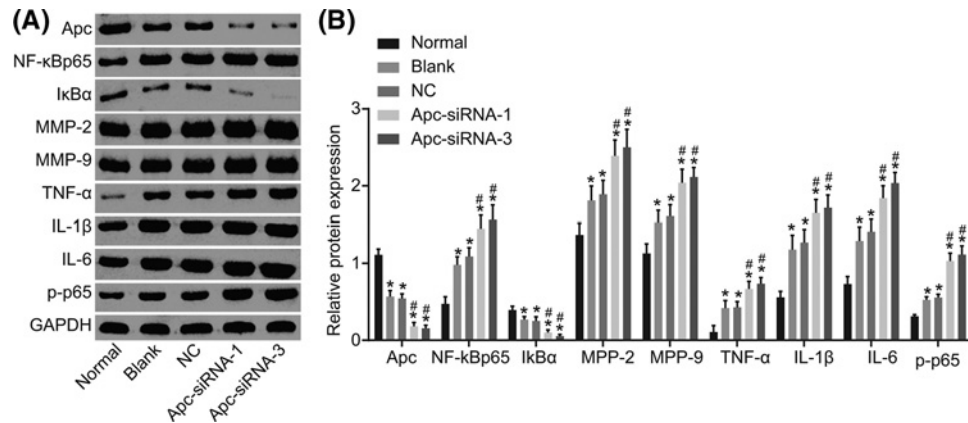 (A)
Apc
NF-κBp65
IκBα
MMP-2
MMP-9
TNF-α
IL-1β
IL-6
p-p65
GAPDH
Normal
Blank
NC
Apc-siRNA-1
Apc-siRNA-3
(B)
Normal
Blank
NC
Apc-siRNA-1
Apc-siRNA-3
Relative protein expression
3
2
1
0
* * #* #*
* * #* #*
* * #* #*
* * #* #*
* * #* #*
* * #* #*
* * #* #*
* * #* #*
* * #* #*
Apc NF-kBp65 IkBα MPP-2 MPP-9 TNF-α IL-1β IL-6 p-p65